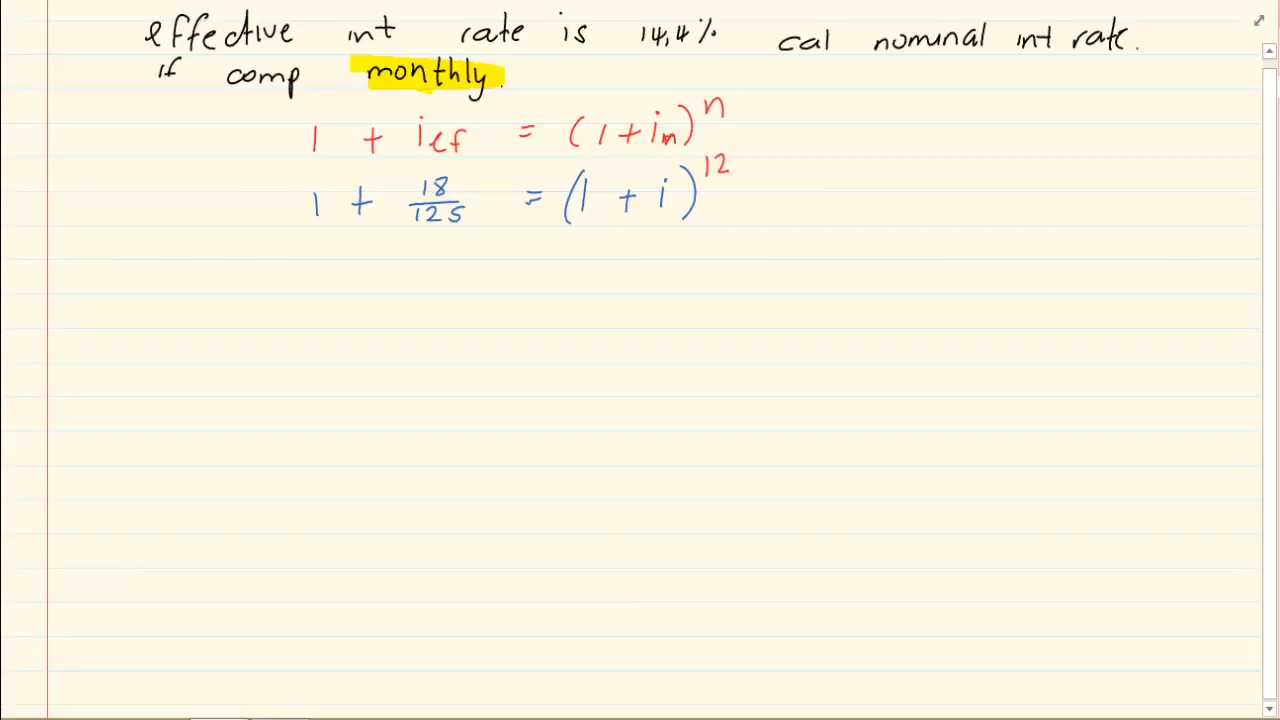 effective int rate is 14,4% cal nominal int rate.
if comp monthly.
1 + ief = (1 + im)^n
1 + 18/125 = (1 + i)^12